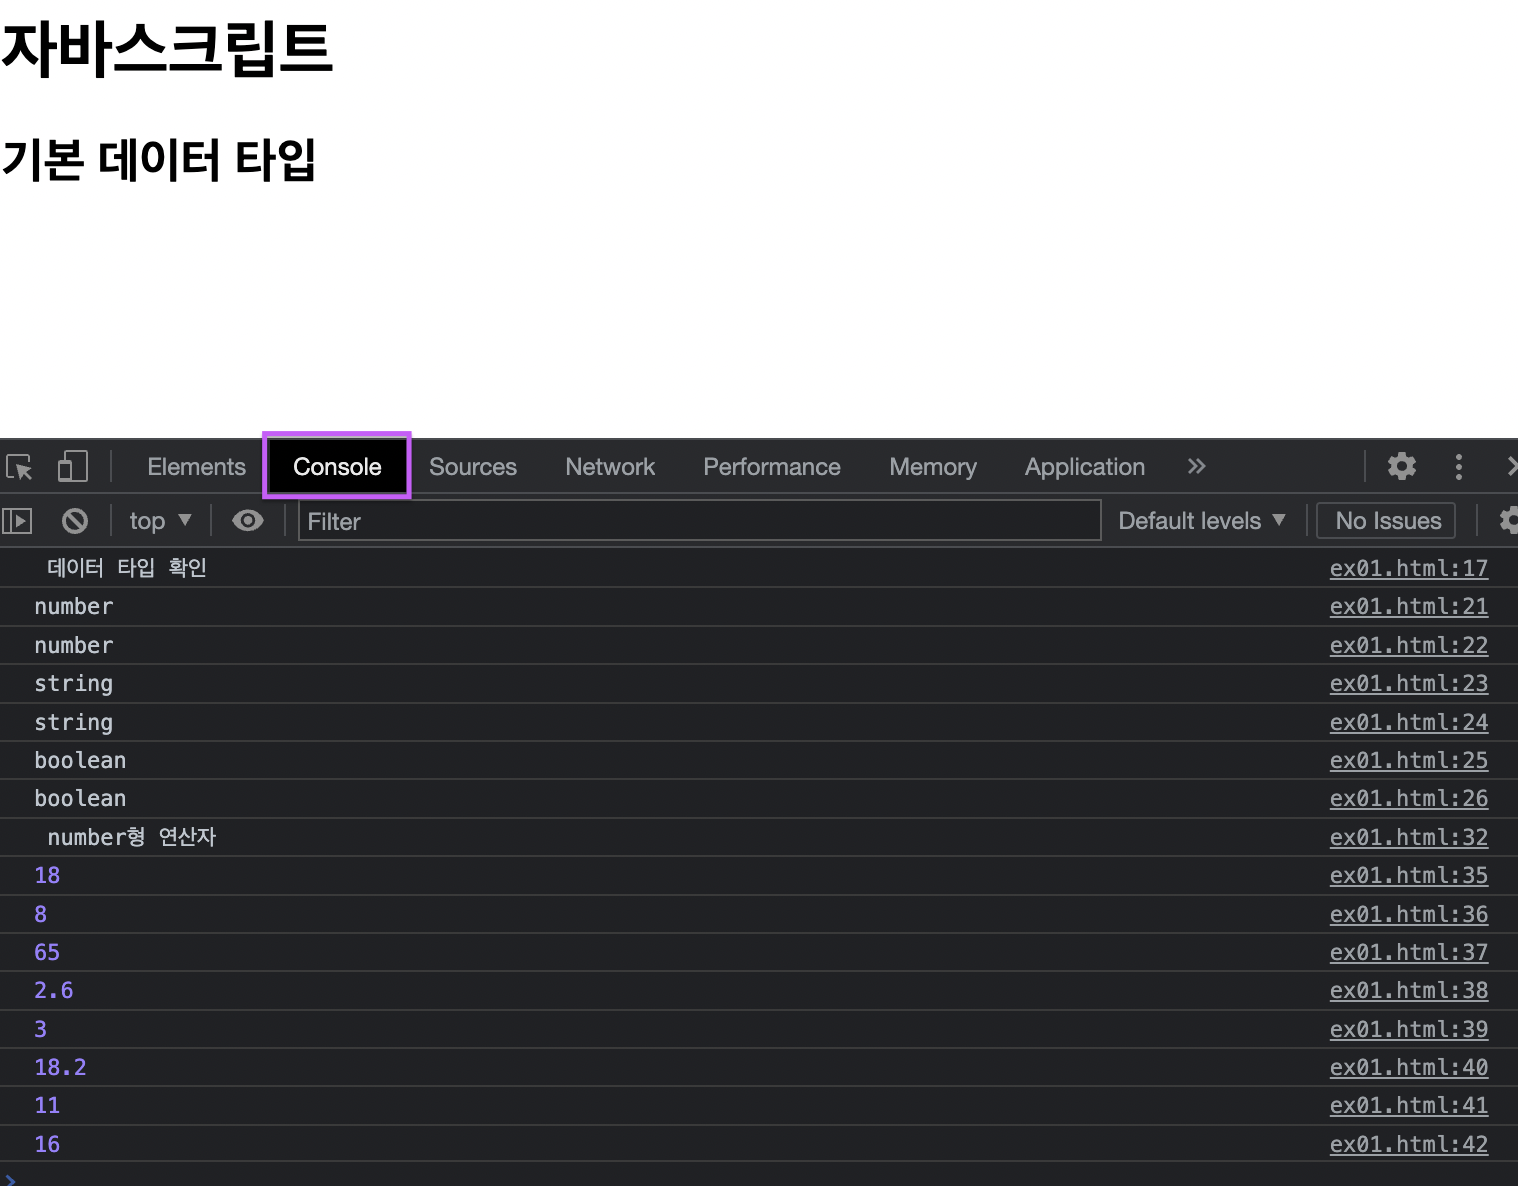 자바스크립트
기본 데이터 타입
Elements Console Sources Network Performance Memory Application
top Filter Default levels No Issues
데이터 타입 확인 ex01.html:17
number ex01.html:21
number ex01.html:22
string ex01.html:23
string ex01.html:24
boolean ex01.html:25
boolean ex01.html:26
number형 연산자 ex01.html:32
18 ex01.html:35
8 ex01.html:36
65 ex01.html:37
2.6 ex01.html:38
3 ex01.html:39
18.2 ex01.html:40
11 ex01.html:41
16 ex01.html:42